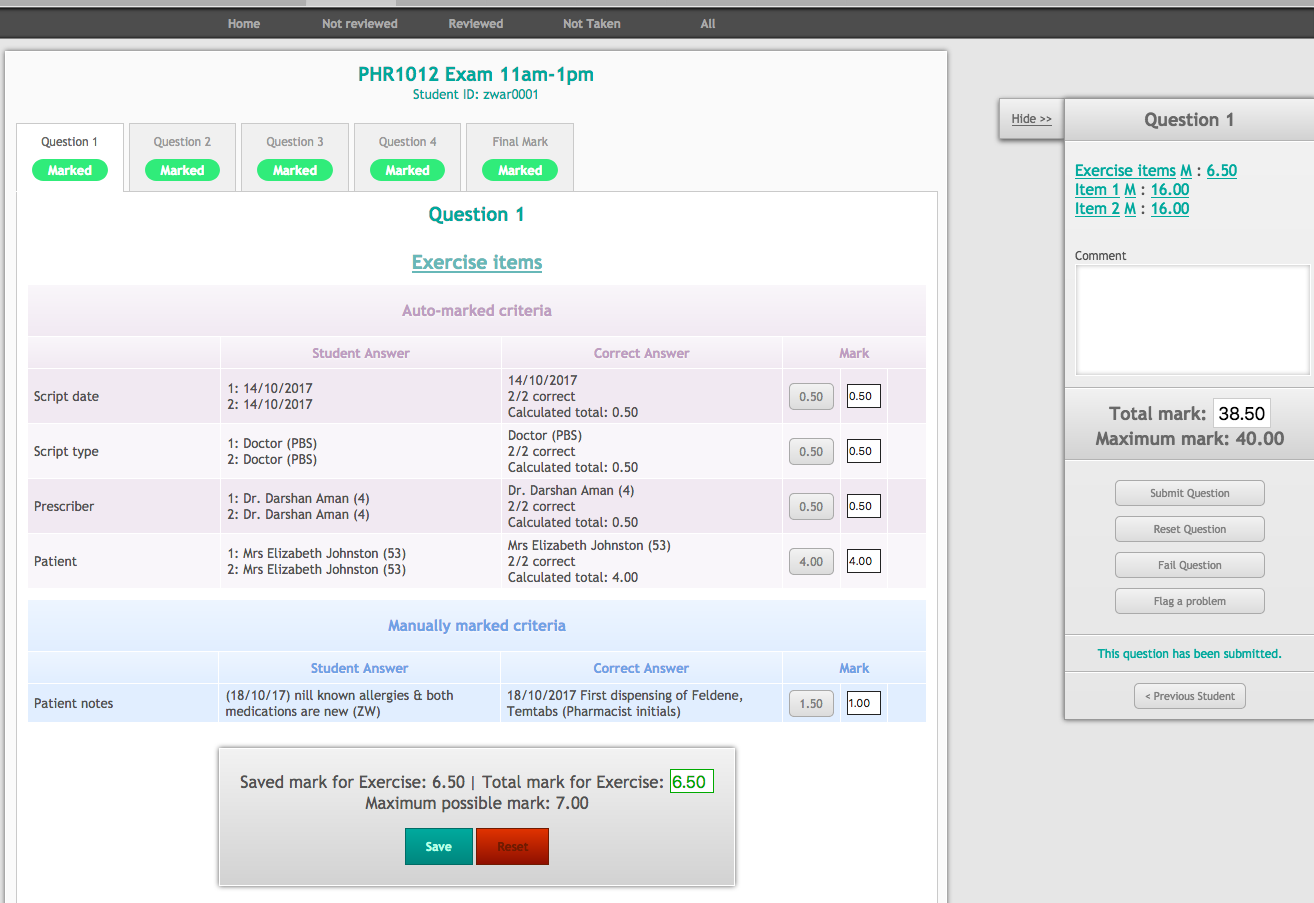 Home Not reviewed Reviewed Not Taken All
PHR1012 Exam 11am-1pm
Student ID: zwar0001
Question 1 Question 2 Question 3 Question 4 Final Mark
Marked Marked Marked Marked Marked
Question 1
Exercise items
Auto-marked criteria
Student Answer Correct Answer Mark
Script date
1: 14/10/2017
2: 14/10/2017
14/10/2017
2/2 correct
Calculated total: 0.50
0.50 0.50
Script type
1: Doctor (PBS)
2: Doctor (PBS)
Doctor (PBS)
2/2 correct
Calculated total: 0.50
0.50 0.50
Prescriber
1: Dr. Darshan Aman (4)
2: Dr. Darshan Aman (4)
Dr. Darshan Aman (4)
2/2 correct
Calculated total: 0.50
0.50 0.50
Patient
1: Mrs Elizabeth Johnston (53)
2: Mrs Elizabeth Johnston (53)
Mrs Elizabeth Johnston (53)
2/2 correct
Calculated total: 4.00
4.00 4.00
Manually marked criteria
Student Answer Correct Answer Mark
Patient notes
(18/10/17) nill known allergies & both
medications are new (ZW)
18/10/2017 First dispensing of Feldene,
Temtabs (Pharmacist initials)
1.50 1.00
Saved mark for Exercise: 6.50 | Total mark for Exercise: 6.50
Maximum possible mark: 7.00
Save Reset
Hide >>
Question 1
Exercise items M : 6.50
Item 1 M : 16.00
Item 2 M : 16.00
Comment
Total mark: 38.50
Maximum mark: 40.00
Submit Question
Reset Question
Fail Question
Flag a problem
This question has been submitted.
< Previous Student